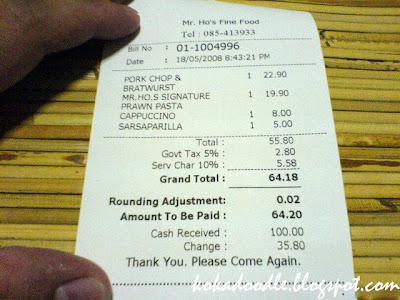 Mr. Ho's Fine Food
Tel : 085-413933
Bill No : 01-1004996
Date : 18/05/2008 8:43:21 PM
PORK CHOP & 1 22.90
BRATWURST
MR.HO.S SIGNATURE 1 19.90
PRAWN PASTA
CAPPUCCINO 1 8.00
SARSAPARILLA 1 5.00
Total : 55.80
Govt Tax 5% : 2.80
Serv Char 10% : 5.58
Grand Total : 64.18
Rounding Adjustment: 0.02
Amount To Be Paid : 64.20
Cash Received : 100.00
Change : 35.80
Thank You. Please Come Again.
kokadoodle.blogspot.com